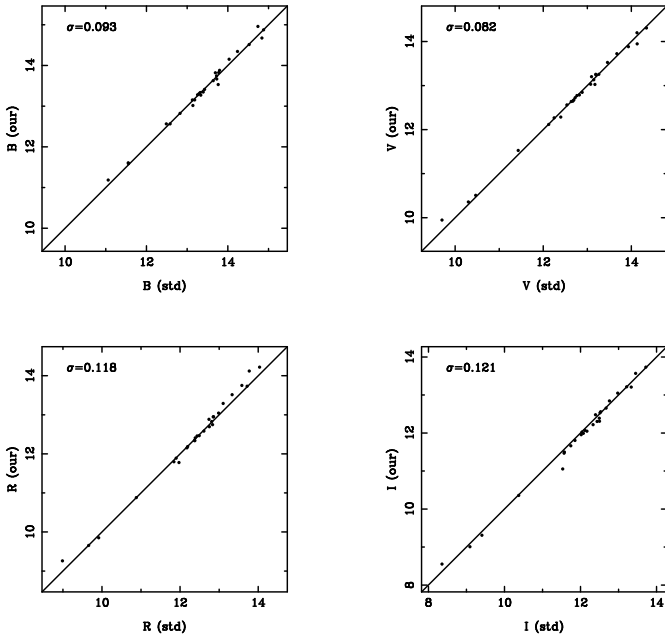 σ=0.093
B (our)
14
12
10
10 12 14
B (std)
σ=0.082
V (our)
14
12
10
10 12 14
V (std)
σ=0.118
R (our)
14
12
10
10 12 14
R (std)
σ=0.121
I (our)
14
12
10
8
8 10 12 14
I (std)